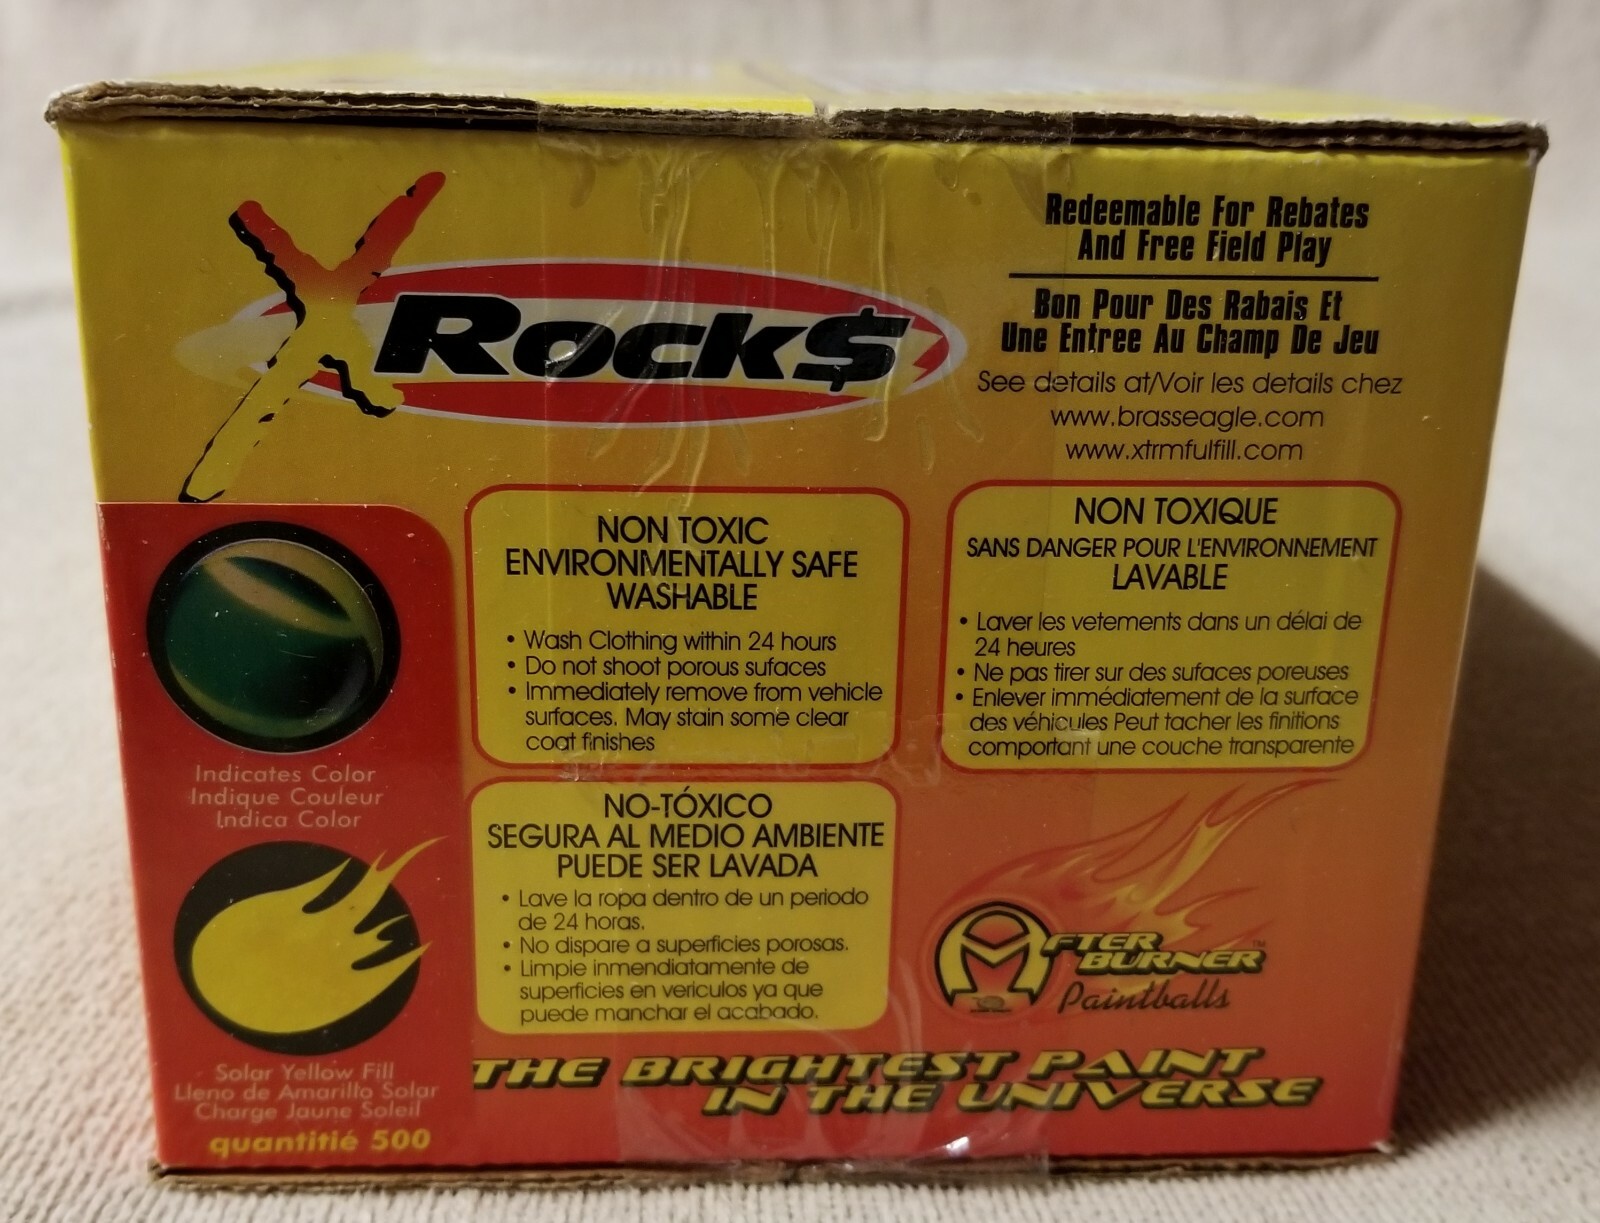 X Rock$
Redeemable For Rebates
And Free Field Play
Bon Pour Des Rabais Et
Une Entree Au Champ De Jeu
See details at/Voir les details chez
www.brasseagle.com
www.xtrmfulfill.com
NON TOXIC
ENVIRONMENTALLY SAFE
WASHABLE
• Wash Clothing within 24 hours
• Do not shoot porous sufaces
• Immediately remove from vehicle
surfaces. May stain some clear
coat finishes
NON TOXIQUE
SANS DANGER POUR L'ENVIRONNEMENT
LAVABLE
• Laver les vetements dans un délai de
24 heures
• Ne pas tirer sur des sufaces poreuses
• Enlever immédiatement de la surface
des véhicules Peut tacher les finitions
comportant une couche transparente
Indicates Color
Indique Couleur
Indica Color
NO-TÓXICO
SEGURA AL MEDIO AMBIENTE
PUEDE SER LAVADA
• Lave la ropa dentro de un periodo
de 24 horas.
• No dispare a superficies porosas.
• Limpie inmendiatamente de
superficies en vericulos ya que
puede manchar el acabado.
AFTER
BURNER™
Paintballs
Solar Yellow Fill
Lleno de Amarillo Solar
Charge Jaune Soleil
quantitié 500
THE BRIGHTEST PAINT
IN THE UNIVERSE